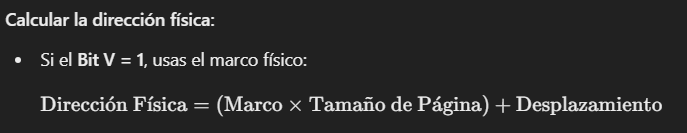 Calcular la dirección física:
• Si el Bit V = 1, usas el marco físico:
Dirección Física = (Marco × Tamaño de Página) + Desplazamiento